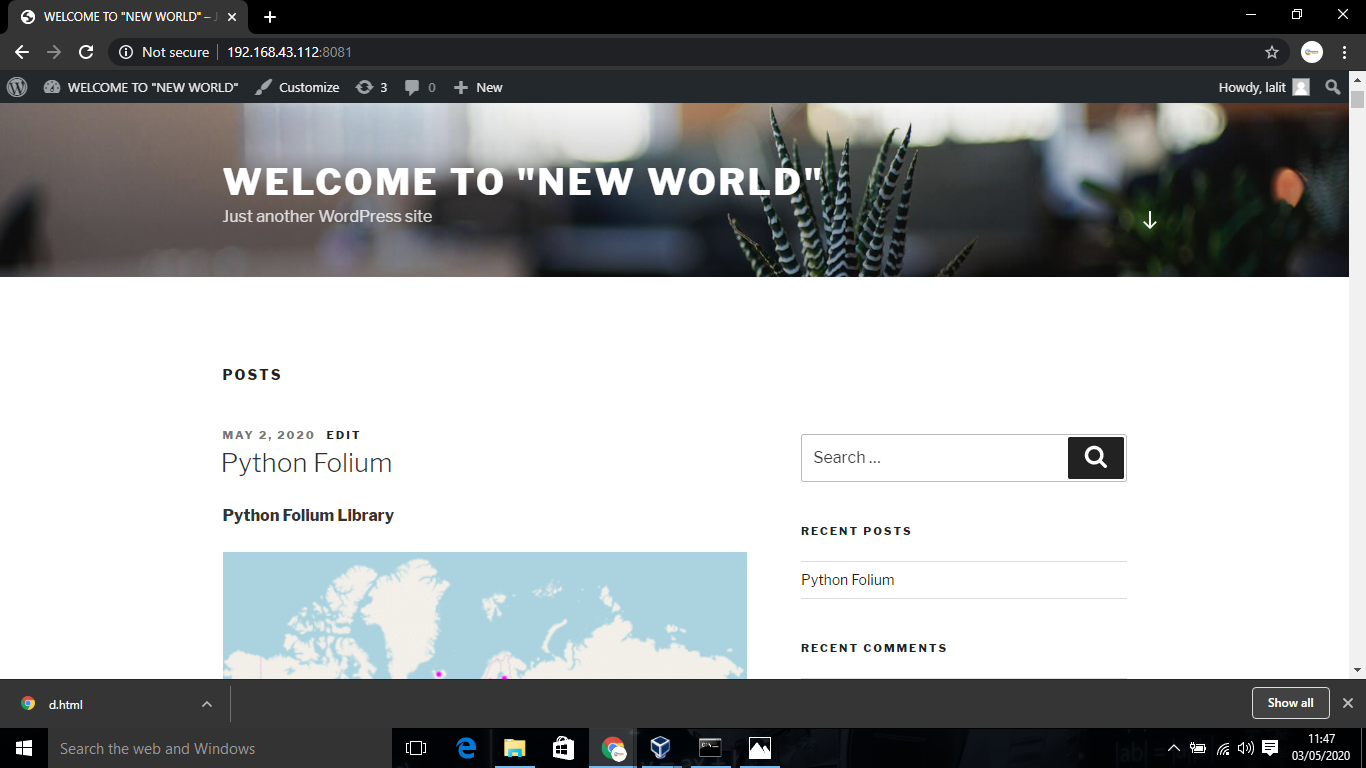 WELCOME TO "NEW WORLD" – J
Not secure 192.168.43.112:8081
WELCOME TO "NEW WORLD" Customize 3 0 New Howdy, lalit
WELCOME TO "NEW WORLD"
Just another WordPress site
POSTS
MAY 2, 2020 EDIT
Python Folium
Python Folium Library
Search …
RECENT POSTS
Python Folium
RECENT COMMENTS
d.html Show all
Search the web and Windows
11:47
03/05/2020